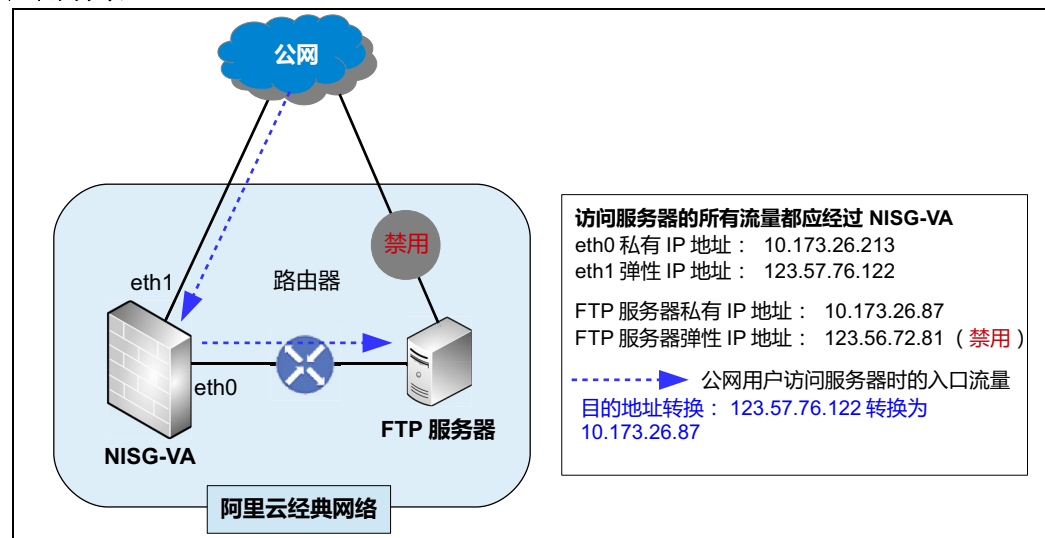 公网
禁用
eth1
路由器
eth0
FTP 服务器
NISG-VA
阿里云经典网络
访问服务器的所有流量都应经过 NISG-VA
eth0 私有 IP 地址： 10.173.26.213
eth1 弹性 IP 地址： 123.57.76.122
FTP 服务器私有 IP 地址： 10.173.26.87
FTP 服务器弹性 IP 地址： 123.56.72.81（禁用）
公网用户访问服务器时的入口流量
目的地址转换： 123.57.76.122 转换为
10.173.26.87